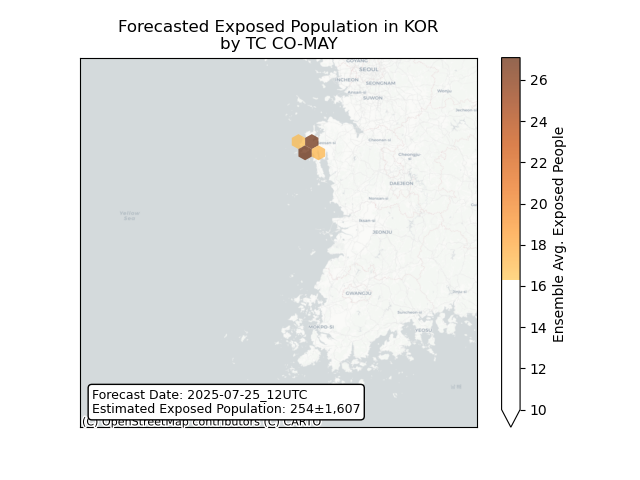 Forecasted Exposed Population in KOR
by TC CO-MAY
SEOUL
INCHEON
SEONGNAM
SUWON
DAEJEON
JEONJU
GWANGJU
YEOSU
26
24
22
20
18
16
14
12
10
Ensemble Avg. Exposed People
Forecast Date: 2025-07-25_12UTC
Estimated Exposed Population: 254±1,607
(C) OpenStreetMap contributors (C) CARTO